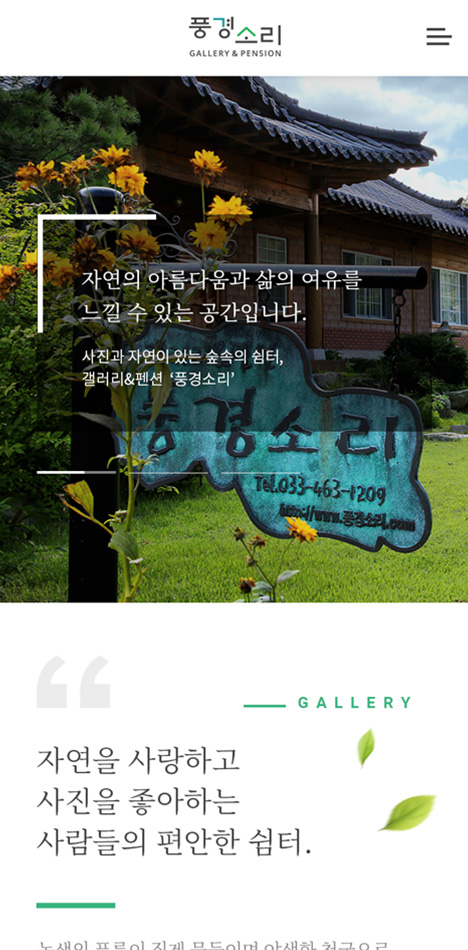 풍경소리
GALLERY & PENSION
자연의 아름다움과 삶의 여유를
느낄 수 있는 공간입니다.
사진과 자연이 있는 숲속의 쉼터,
갤러리&펜션 ‘풍경소리’
풍경소리
Tel.033-463-1209
http://www.풍경소리.com
“
GALLERY
자연을 사랑하고
사진을 좋아하는
사람들의 편안한 쉼터.